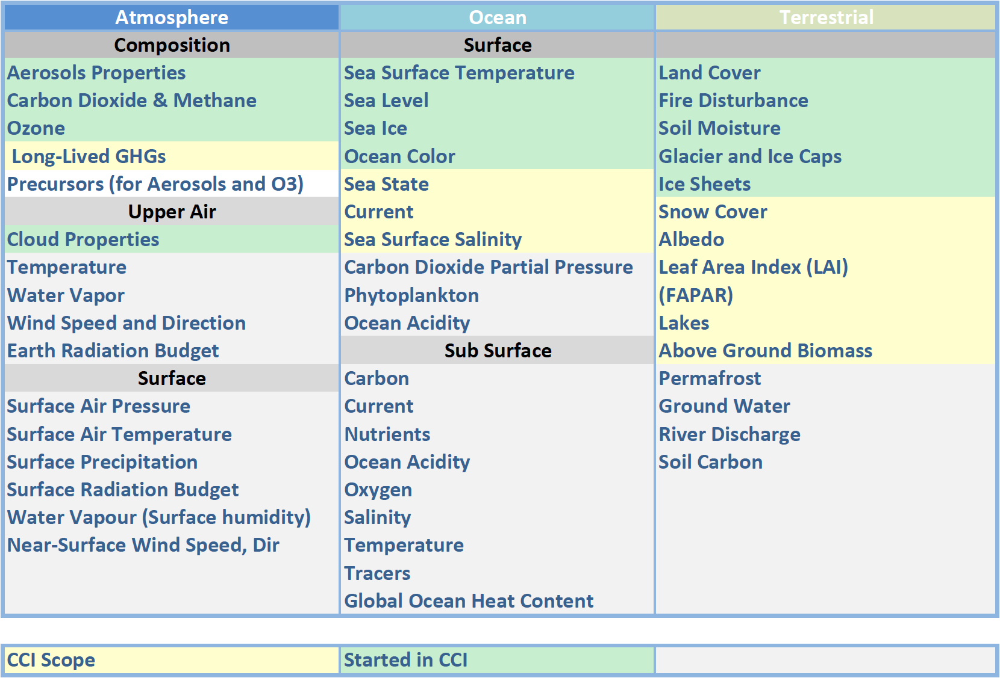 Atmosphere
Composition
Aerosols Properties
Carbon Dioxide & Methane
Ozone
Long-Lived GHGs
Precursors (for Aerosols and O3)
Upper Air
Cloud Properties
Temperature
Water Vapor
Wind Speed and Direction
Earth Radiation Budget
Surface
Surface Air Pressure
Surface Air Temperature
Surface Precipitation
Surface Radiation Budget
Water Vapour (Surface humidity)
Near-Surface Wind Speed, Dir
Ocean
Surface
Sea Surface Temperature
Sea Level
Sea Ice
Ocean Color
Sea State
Current
Sea Surface Salinity
Carbon Dioxide Partial Pressure
Phytoplankton
Ocean Acidity
Sub Surface
Carbon
Current
Nutrients
Ocean Acidity
Oxygen
Salinity
Temperature
Tracers
Global Ocean Heat Content
Terrestrial
Land Cover
Fire Disturbance
Soil Moisture
Glacier and Ice Caps
Ice Sheets
Snow Cover
Albedo
Leaf Area Index (LAI)
(FAPAR)
Lakes
Above Ground Biomass
Permafrost
Ground Water
River Discharge
Soil Carbon
CCI Scope
Started in CCI